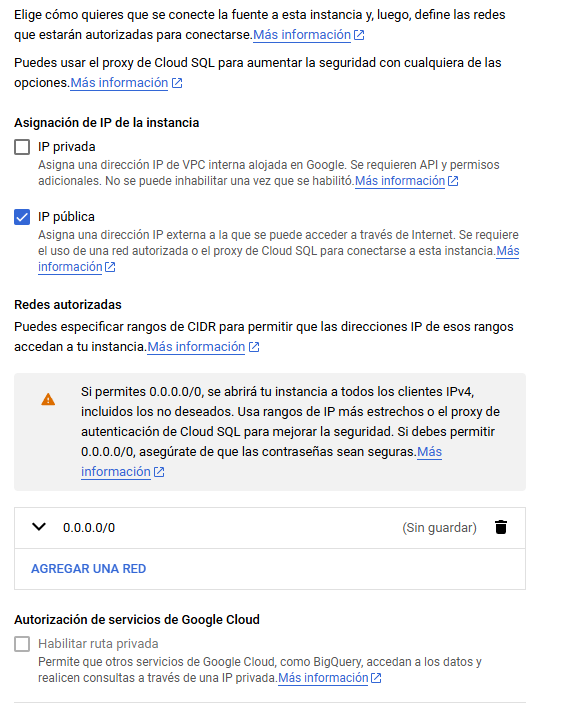 Elige cómo quieres que se conecte la fuente a esta instancia y, luego, define las redes
que estarán autorizadas para conectarse.Más información
Puedes usar el proxy de Cloud SQL para aumentar la seguridad con cualquiera de las
opciones.Más información
Asignación de IP de la instancia
IP privada
Asigna una dirección IP de VPC interna alojada en Google. Se requieren API y permisos
adicionales. No se puede inhabilitar una vez que se habilitó.Más información
IP pública
Asigna una dirección IP externa a la que se puede acceder a través de Internet. Se requiere
el uso de una red autorizada o el proxy de Cloud SQL para conectarse a esta instancia.Más
información
Redes autorizadas
Puedes especificar rangos de CIDR para permitir que las direcciones IP de esos rangos
accedan a tu instancia.Más información
Si permites 0.0.0.0/0, se abrirá tu instancia a todos los clientes IPv4,
incluidos los no deseados. Usa rangos de IP más estrechos o el proxy de
autenticación de Cloud SQL para mejorar la seguridad. Si debes permitir
0.0.0.0/0, asegúrate de que las contraseñas sean seguras.Más
información
0.0.0.0/0 (Sin guardar)
AGREGAR UNA RED
Autorización de servicios de Google Cloud
Habilitar ruta privada
Permite que otros servicios de Google Cloud, como BigQuery, accedan a los datos y
realicen consultas a través de una IP privada.Más información